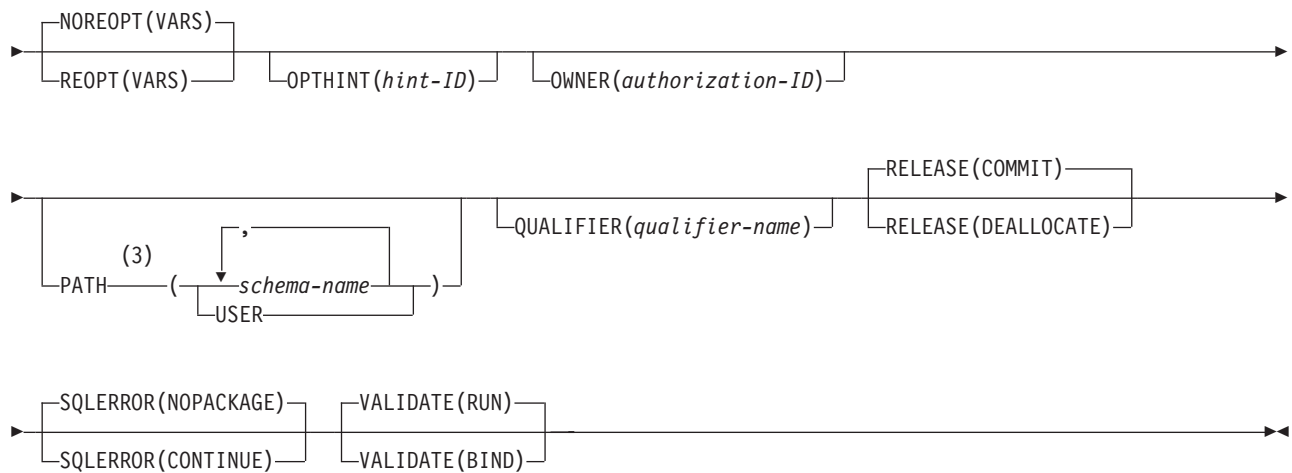 NOREOPT(VARS)
REOPT(VARS) OPTHINT(hint-ID) OWNER(authorization-ID)
RELEASE(COMMIT)
, QUALIFIER(qualifier-name) RELEASE(DEALLOCATE)
(3)
PATH ( schema-name )
USER
SQLERROR(NOPACKAGE) VALIDATE(RUN)
SQLERROR(CONTINUE) VALIDATE(BIND)